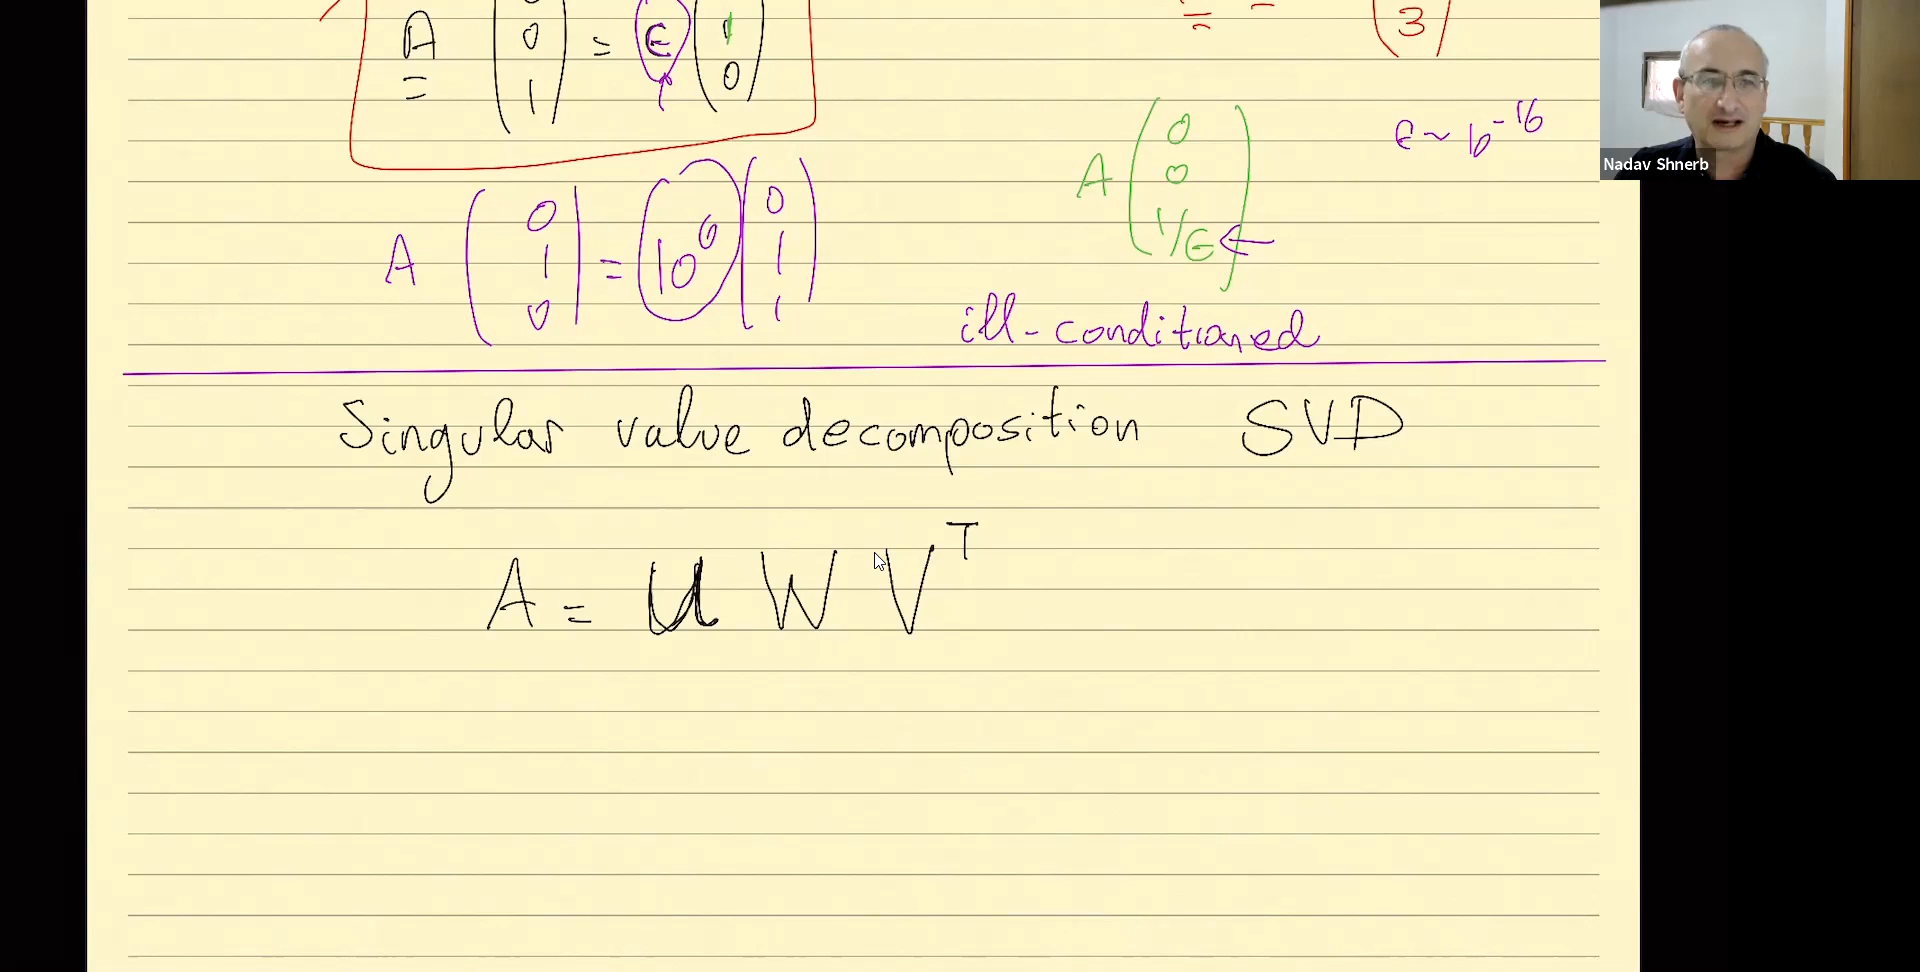 A (0 0 1) = ϵ (1 0)
3
A (0 0 1/ϵ) ←
ϵ ~ 10^-16
Nadav Shnerb
A (0 1 0) = 10^6 (0 1 1)
ill-conditioned
Singular value decomposition SVD
A = U W V^T